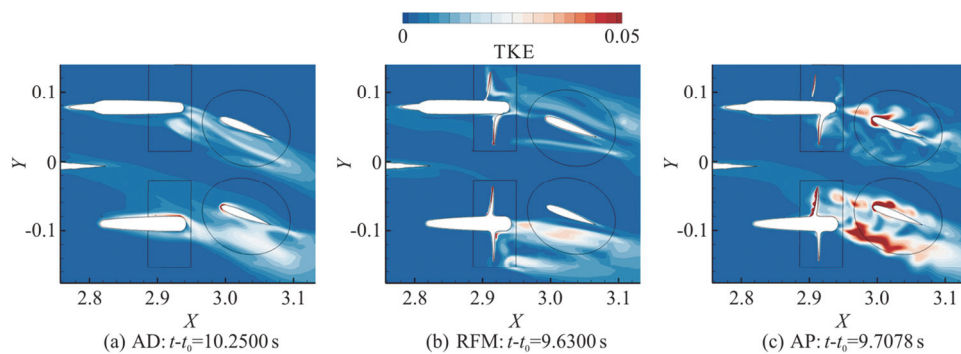 0 0.05
TKE
0.1 0.1 0.1
Y Y Y
0 0 0
-0.1 -0.1 -0.1
2.8 2.9 3.0 3.1 2.8 2.9 3.0 3.1 2.8 2.9 3.0 3.1
X X X
(a) AD: t-t₀=10.2500 s (b) RFM: t-t₀=9.6300 s (c) AP: t-t₀=9.7078 s